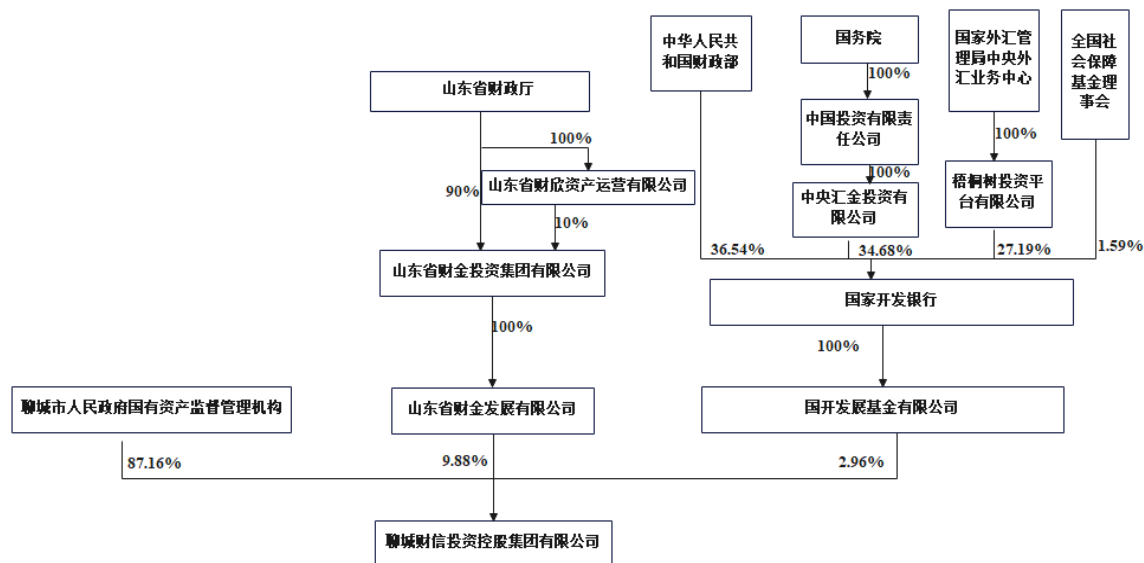 中华人民共
和国财政部
国务院
国家外汇管
理局中央外
汇业务中心
全国社
会保障
基金理
事会
100%
山东省财政厅
中国投资有限责
任公司
100%
100%
90%
山东省财欣资产运营有限公司
100%
中央汇金投资有
限公司
梧桐树投资平
台有限公司
10%
36.54%
34.68%
27.19%
1.59%
山东省财金投资集团有限公司
国家开发银行
100%
100%
聊城市人民政府国有资产监督管理机构
山东省财金发展有限公司
国开发展基金有限公司
87.16%
9.88%
2.96%
聊城财信投资控股集团有限公司